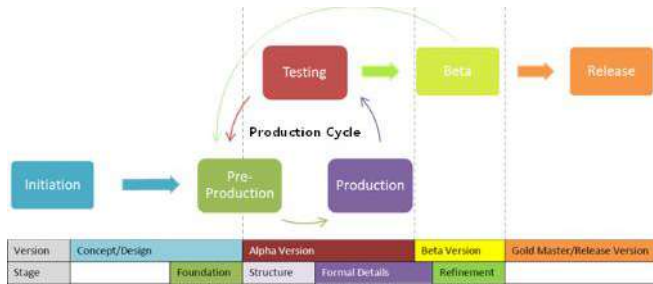 Testing
Beta
Release
Production Cycle
Initiation
Pre-
Production
Production
Version
Concept/Design
Alpha Version
Beta Version
Gold Master/Release Version
Stage
Foundation
Structure
Formal Details
Refinement